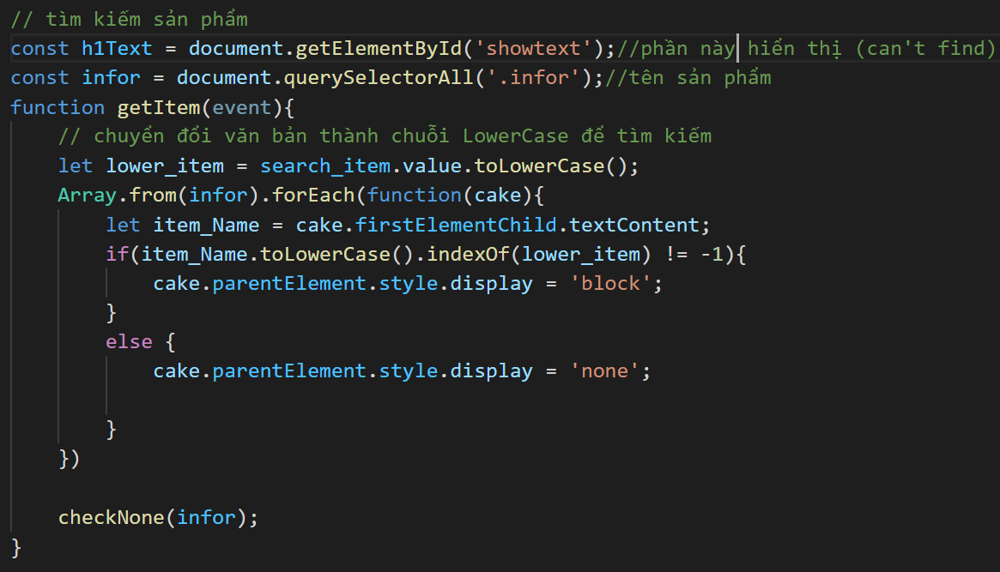 // tìm kiếm sản phẩm
const h1Text = document.getElementById('showtext');//phần này hiển thị (can't find)
const infor = document.querySelectorAll('.infor');//tên sản phẩm
function getItem(event){
    // chuyển đổi văn bản thành chuỗi LowerCase để tìm kiếm
    let lower_item = search_item.value.toLowerCase();
    Array.from(infor).forEach(function(cake){
        let item_Name = cake.firstElementChild.textContent;
        if(item_Name.toLowerCase().indexOf(lower_item) != -1){
            cake.parentElement.style.display = 'block';
        }
        else {
            cake.parentElement.style.display = 'none';
        }
    })
    checkNone(infor);
}